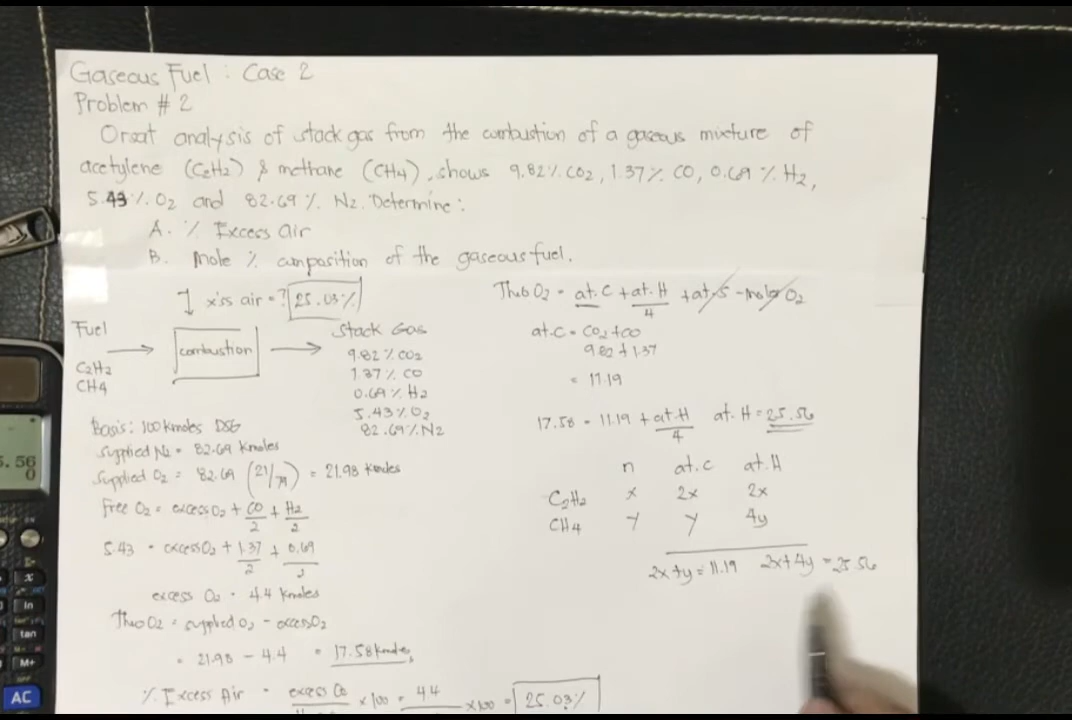 Gaseous Fuel : Case 2
Problem # 2
Orsat analysis of stack gas from the combustion of a gaseous mixture of
acetylene (C2H2) & methane (CH4), shows 9.82% CO2, 1.37% CO, 0.69% H2,
5.43% O2 and 82.69% N2. Determine:
A. % Excess air
B. Mole % composition of the gaseous fuel.
x'ss air = ? 25.03%
Fuel
C2H2
CH4
combustion
Stack Gas
9.82% CO2
1.37% CO
0.69% H2
5.43% O2
82.69% N2
Basis: 100 kmoles DSG
Supplied N2 = 82.69 Kmoles
Supplied O2 = 82.69 (21/79) = 21.98 Kmoles
Free O2 = excess O2 + CO/2 + H2/2
5.43 = excess O2 + 1.37/2 + 0.69/2
excess O2 = 4.4 Kmoles
Theo O2 = supplied O2 - excess O2
= 21.98 - 4.4 = 17.58 Kmoles
% Excess Air = excess O2 x100 = 4.4 x100 = 25.03%
Theo O2 = at.C + at.H/4 + at.S - moles O2
at.C = CO2 + CO
9.82 + 1.37
= 11.19
17.58 = 11.19 + at.H/4 at.H = 25.56
n at.C at.H
C2H2 x 2x 2x
CH4 y y 4y
2x+y = 11.19 2x+4y = 25.56
5.56
0
x
ln
tan
M+
AC